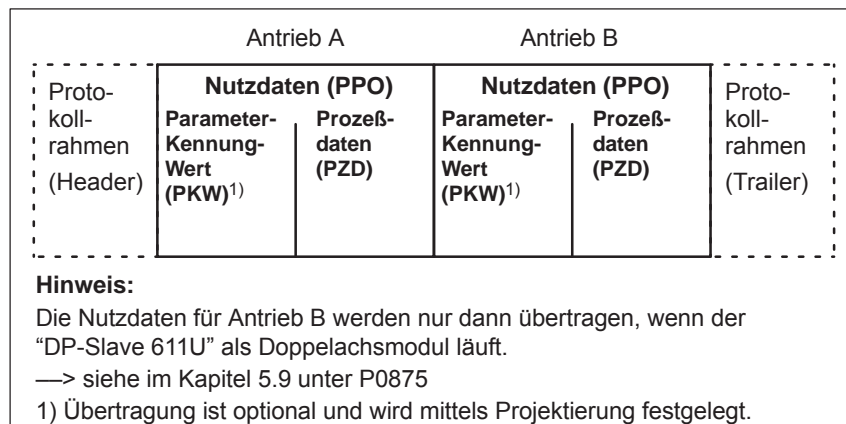 Antrieb A Antrieb B
Proto-
koll-
rahmen
(Header)
Nutzdaten (PPO)
Parameter-
Kennung-
Wert
(PKW)1)
Prozeß-
daten
(PZD)
Nutzdaten (PPO)
Parameter-
Kennung-
Wert
(PKW)1)
Prozeß-
daten
(PZD)
Proto-
koll-
rahmen
(Trailer)
Hinweis:
Die Nutzdaten für Antrieb B werden nur dann übertragen, wenn der
“DP-Slave 611U” als Doppelachsmodul läuft.
––> siehe im Kapitel 5.9 unter P0875
1) Übertragung ist optional und wird mittels Projektierung festgelegt.